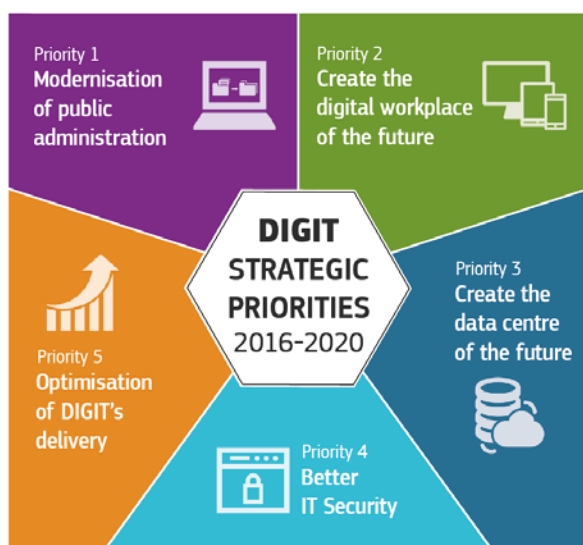 Priority 1
Modernisation
of public
administration
Priority 2
Create the
digital workplace
of the future
DIGIT
STRATEGIC
PRIORITIES
2016-2020
Priority 3
Create the
data centre
of the future
Priority 4
Better
IT Security
Priority 5
Optimisation
of DIGIT's
delivery